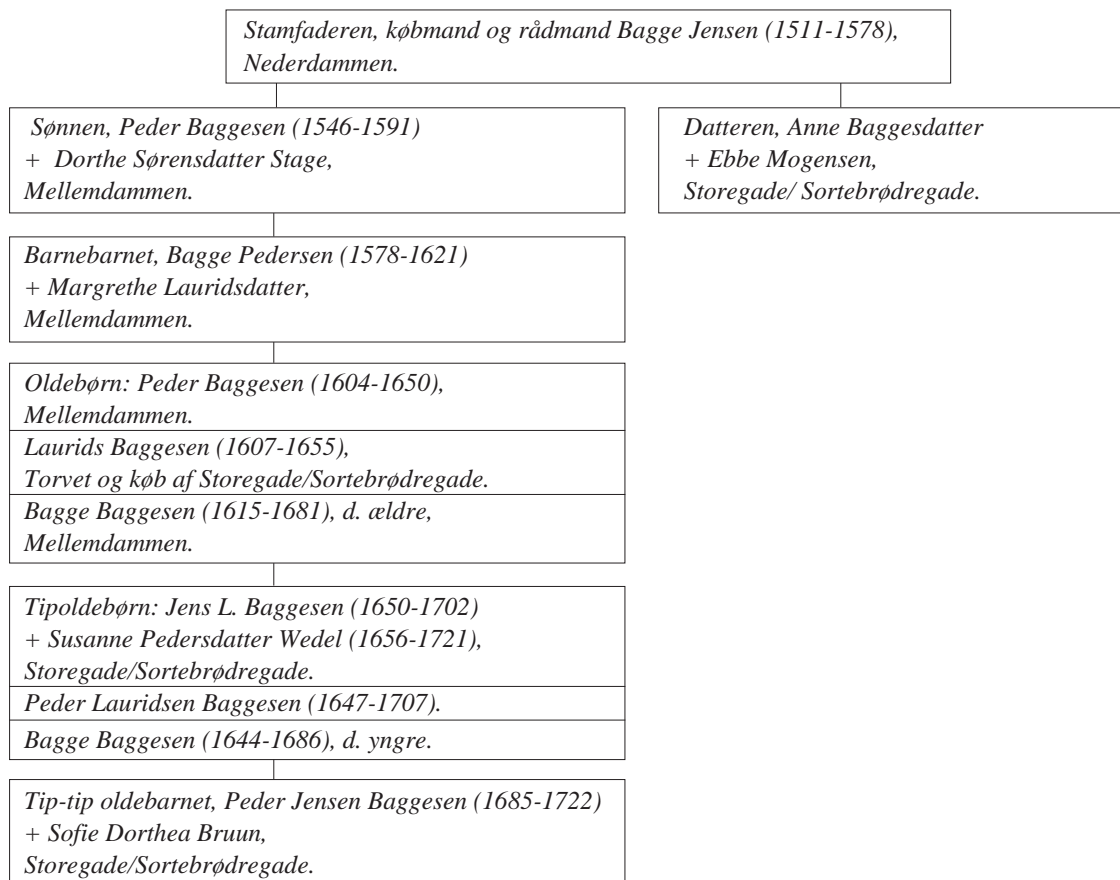 Stamfaderen, købmand og rådmand Bagge Jensen (1511-1578),
Nederdammen.
Sønnen, Peder Baggesen (1546-1591)
+ Dorthe Sørensdatter Stage,
Mellemdammen.
Datteren, Anne Baggesdatter
+ Ebbe Mogensen,
Storegade/ Sortebrødregade.
Barnebarnet, Bagge Pedersen (1578-1621)
+ Margrethe Lauridsdatter,
Mellemdammen.
Oldebørn: Peder Baggesen (1604-1650),
Mellemdammen.
Laurids Baggesen (1607-1655),
Torvet og køb af Storegade/Sortebrødregade.
Bagge Baggesen (1615-1681), d. ældre,
Mellemdammen.
Tipoldebørn: Jens L. Baggesen (1650-1702)
+ Susanne Pedersdatter Wedel (1656-1721),
Storegade/Sortebrødregade.
Peder Lauridsen Baggesen (1647-1707).
Bagge Baggesen (1644-1686), d. yngre.
Tip-tip oldebarnet, Peder Jensen Baggesen (1685-1722)
+ Sofie Dorthea Bruun,
Storegade/Sortebrødregade.